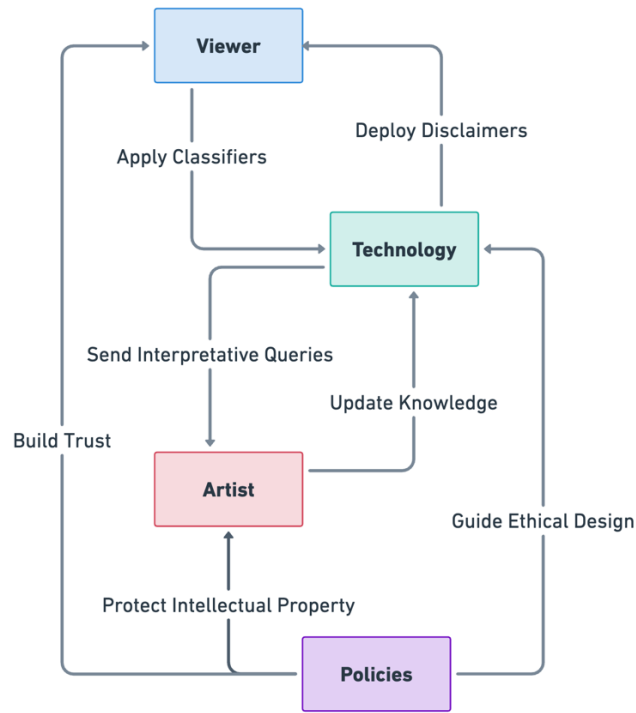 Viewer
Deploy Disclaimers
Apply Classifiers
Technology
Send Interpretative Queries
Update Knowledge
Build Trust
Artist
Guide Ethical Design
Protect Intellectual Property
Policies